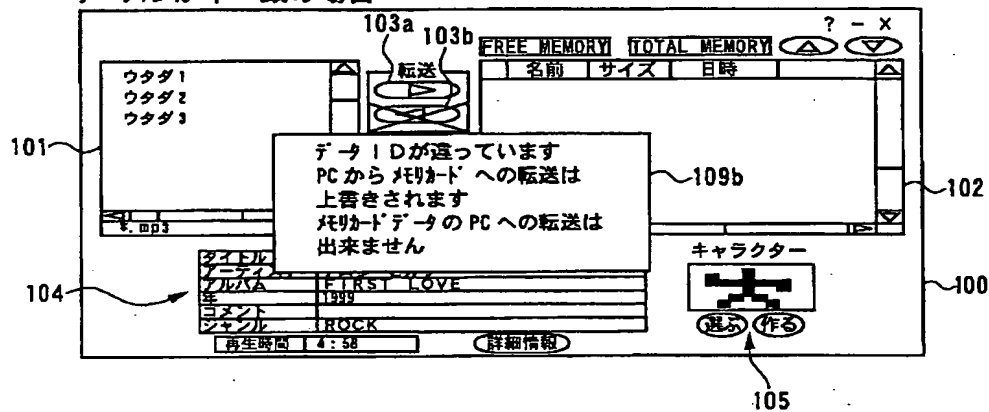 103a
103b
? - ×
FREE MEMORY TOTAL MEMORY
転送
名前 サイズ 日時
ウタダ1
ウタダ2
ウタダ3
101
データIDが違っています
PCからメモリカードへの転送は
上書きされます
メモリカードデータのPCへの転送は
出来ません
109b
102
*.mp3
タイトル
アルバム FIRST LOVE
年 1999
コメント
ジャンル ROCK
再生時間 4:58
詳細情報
キャラクター
選ぶ 作る
104
100
105